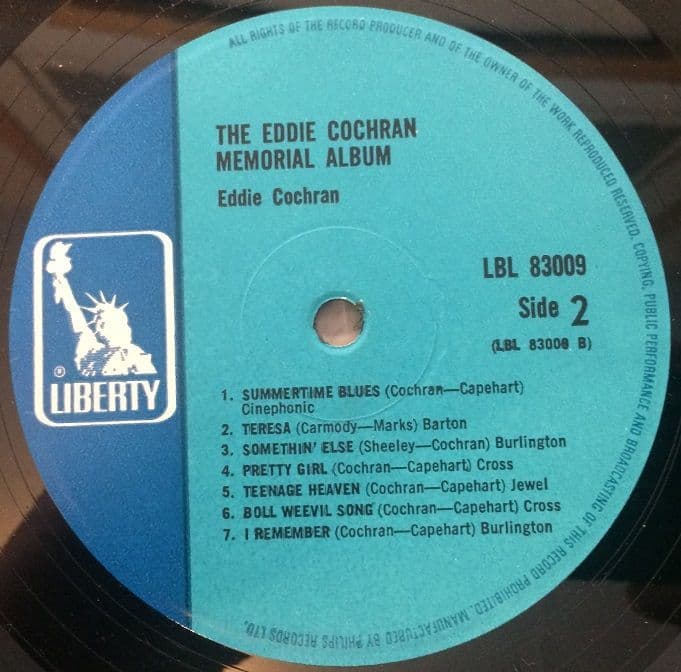 ALL RIGHTS OF THE RECORD PRODUCER AND OF THE OWNER OF THE WORK REPRODUCED RESERVED. COPYING, PUBLIC PERFORMANCE AND BROADCASTING OF THIS RECORD PROHIBITED. MANUFACTURED BY PHILIPS RECORDS LTD.
THE EDDIE COCHRAN
MEMORIAL ALBUM
Eddie Cochran
LBL 83009
Side 2
(LBL 83009 B)
® LIBERTY
1. SUMMERTIME BLUES (Cochran—Capehart)
Cinephonic
2. TERESA (Carmody—Marks) Barton
3. SOMETHIN' ELSE (Sheeley—Cochran) Burlington
4. PRETTY GIRL (Cochran—Capehart) Cross
5. TEENAGE HEAVEN (Cochran—Capehart) Jewel
6. BOLL WEEVIL SONG (Cochran—Capehart) Cross
7. I REMEMBER (Cochran—Capehart) Burlington